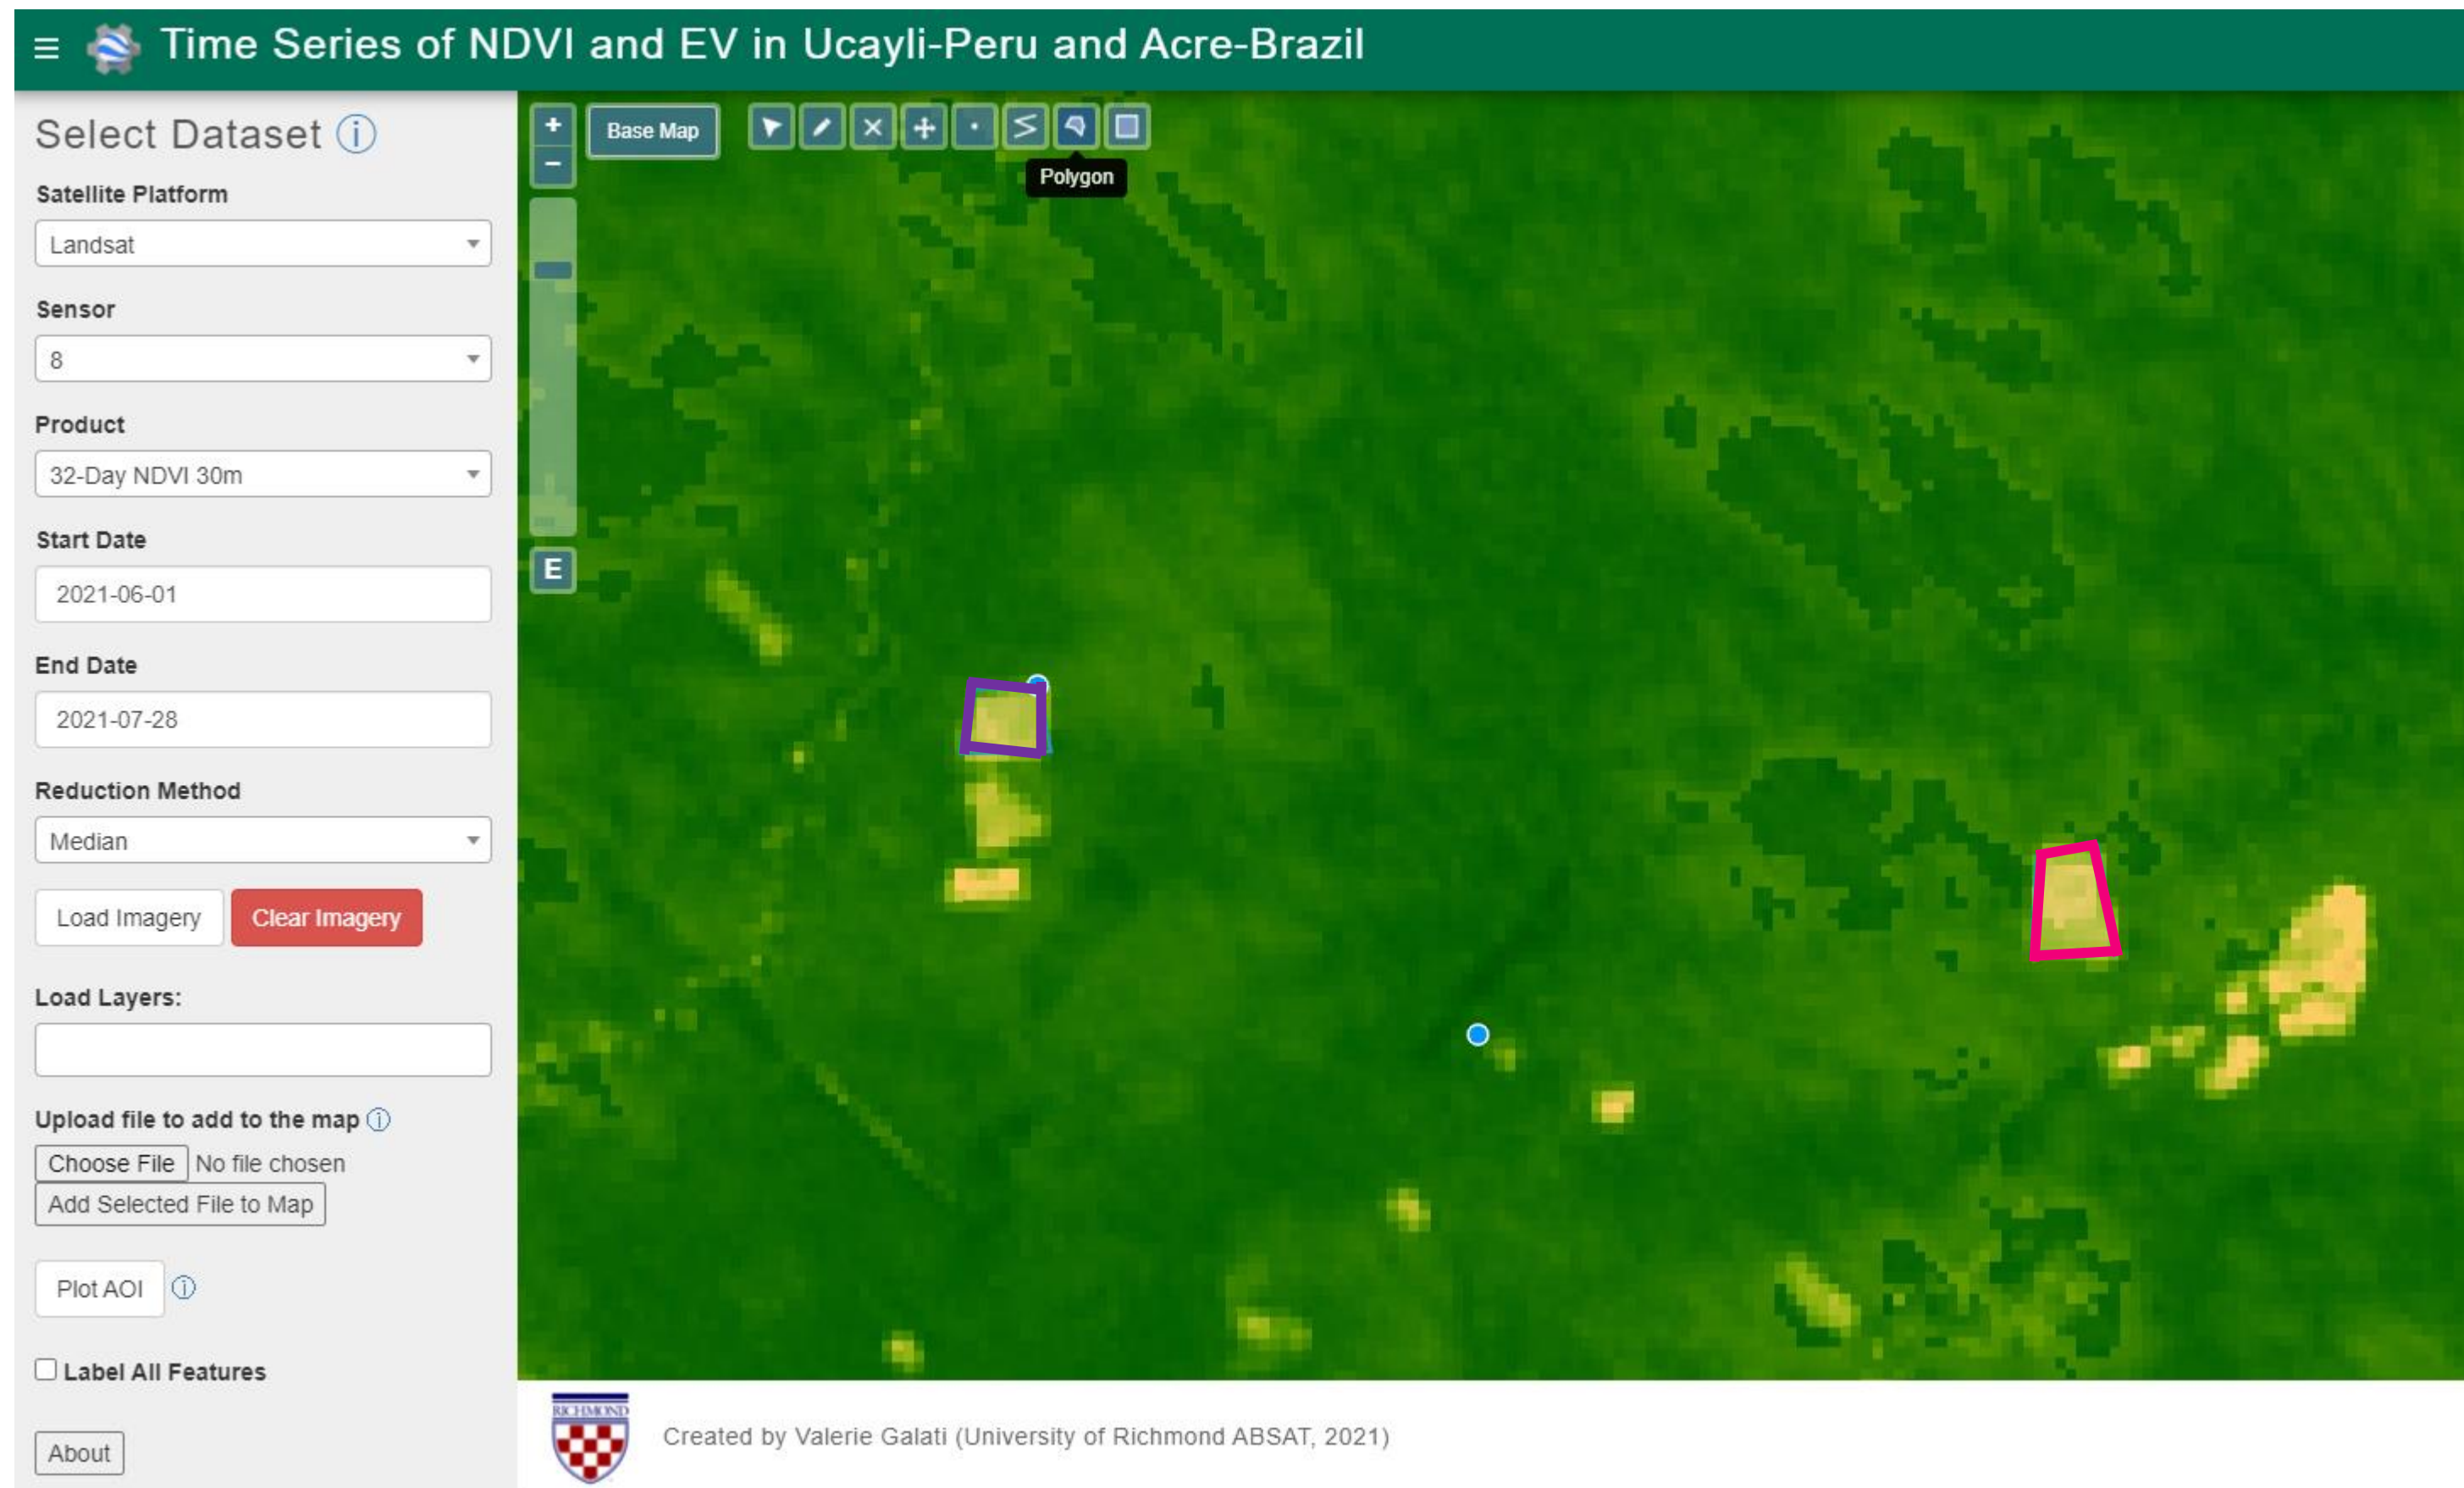 Time Series of NDVI and EV in Ucayli-Peru and Acre-Brazil
Select Dataset
Satellite Platform
Landsat
Sensor
8
Product
32-Day NDVI 30m
Start Date
2021-06-01
End Date
2021-07-28
Reduction Method
Median
Load Imagery Clear Imagery
Load Layers:
Upload file to add to the map
Choose File No file chosen
Add Selected File to Map
Plot AOI
Label All Features
About
+ Base Map
−
Polygon
E
RICHMOND
Created by Valerie Galati (University of Richmond ABSAT, 2021)